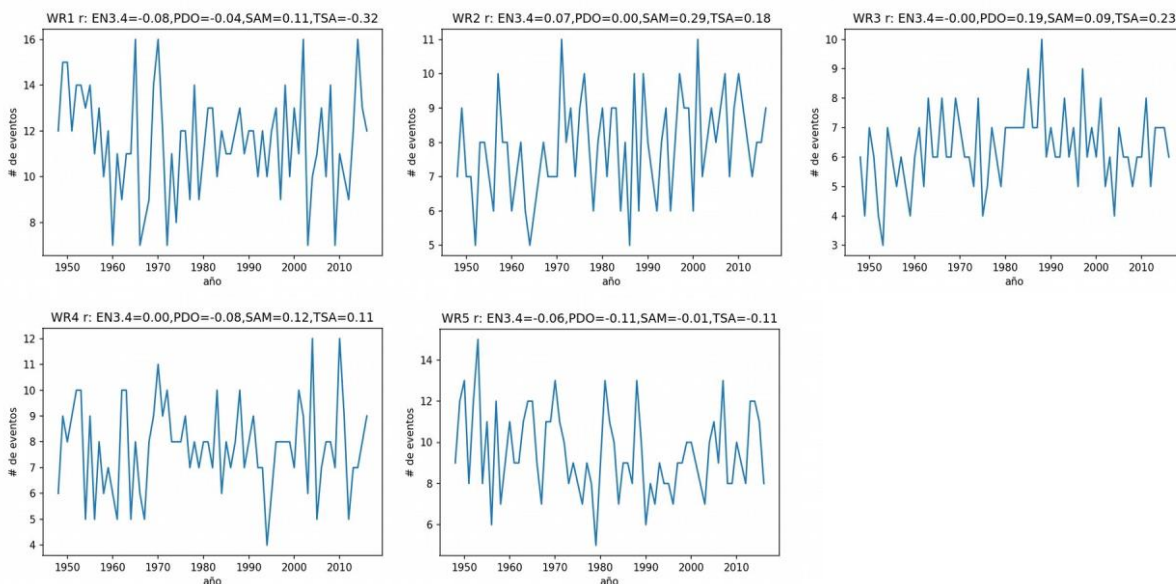 WR1 r: EN3.4=-0.08,PDO=-0.04,SAM=0.11,TSA=-0.32
16
14
12
10
8
# de eventos
1950 1960 1970 1980 1990 2000 2010
año
WR2 r: EN3.4=0.07,PDO=0.00,SAM=0.29,TSA=0.18
11
10
9
8
7
6
5
# de eventos
1950 1960 1970 1980 1990 2000 2010
año
WR3 r: EN3.4=-0.00,PDO=0.19,SAM=0.09,TSA=0.23
10
9
8
7
6
5
4
3
# de eventos
1950 1960 1970 1980 1990 2000 2010
año
WR4 r: EN3.4=0.00,PDO=-0.08,SAM=0.12,TSA=0.11
12
11
10
9
8
7
6
5
4
# de eventos
1950 1960 1970 1980 1990 2000 2010
año
WR5 r: EN3.4=-0.06,PDO=-0.11,SAM=-0.01,TSA=-0.11
14
12
10
8
6
# de eventos
1950 1960 1970 1980 1990 2000 2010
año